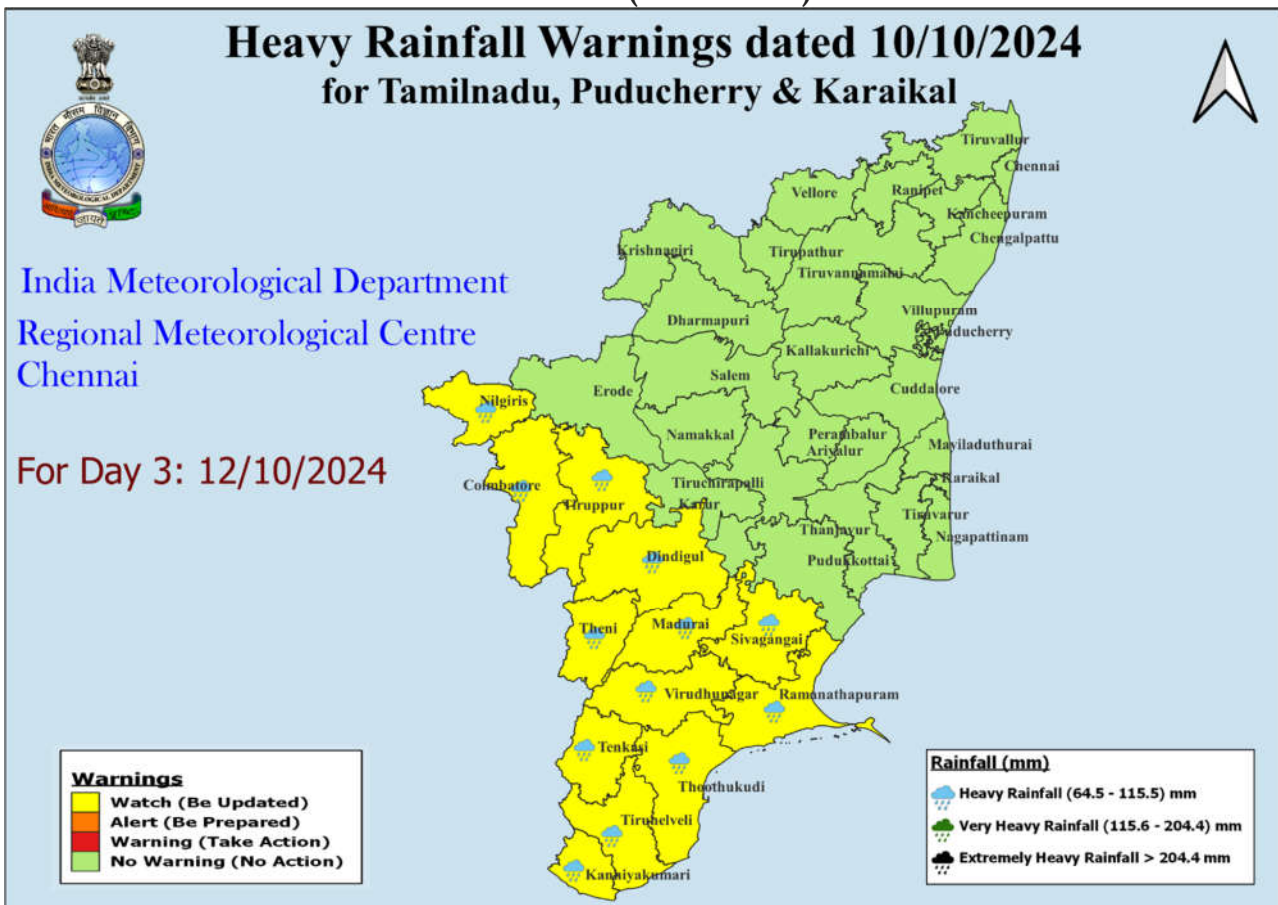 Heavy Rainfall Warnings dated 10/10/2024
for Tamilnadu, Puducherry & Karaikal
भारत मौसम विज्ञान विभाग
INDIA METEOROLOGICAL DEPARTMENT
India Meteorological Department
Regional Meteorological Centre
Chennai
For Day 3: 12/10/2024
Tiruvallur
Chennai
Vellore
Ranipet
Kancheepuram
Chengalpattu
Krishnagiri
Tirupathur
Tiruvannamalai
Villupuram
Puducherry
Dharmapuri
Kallakurichi
Salem
Cuddalore
Erode
Nilgiris
Namakkal
Perambalur
Ariyalur
Mayiladuthurai
Karaikal
Tiruchirapalli
Karur
Coimbatore
Tiruppur
Tiruvarur
Thanjavur
Nagapattinam
Dindigul
Pudukkottai
Theni
Madurai
Sivagangai
Virudhunagar
Ramanathapuram
Tenkasi
Thoothukudi
Tirunelveli
Kanniyakumari
Warnings
Watch (Be Updated)
Alert (Be Prepared)
Warning (Take Action)
No Warning (No Action)
Rainfall (mm)
Heavy Rainfall (64.5 - 115.5) mm
Very Heavy Rainfall (115.6 - 204.4) mm
Extremely Heavy Rainfall > 204.4 mm